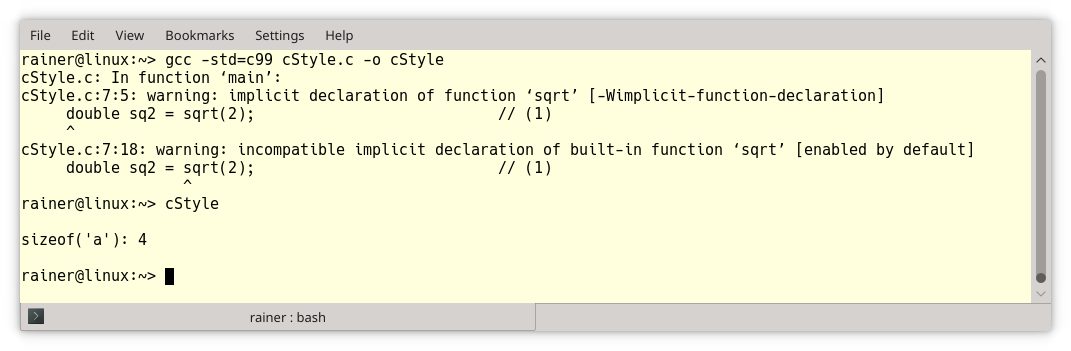 File Edit View Bookmarks Settings Help
rainer@linux:~> gcc -std=c99 cStyle.c -o cStyle
cStyle.c: In function ‘main’:
cStyle.c:7:5: warning: implicit declaration of function ‘sqrt’ [-Wimplicit-function-declaration]
     double sq2 = sqrt(2);                           // (1)
     ^
cStyle.c:7:18: warning: incompatible implicit declaration of built-in function ‘sqrt’ [enabled by default]
     double sq2 = sqrt(2);                           // (1)
                  ^
rainer@linux:~> cStyle
sizeof('a'): 4
rainer@linux:~>
rainer : bash